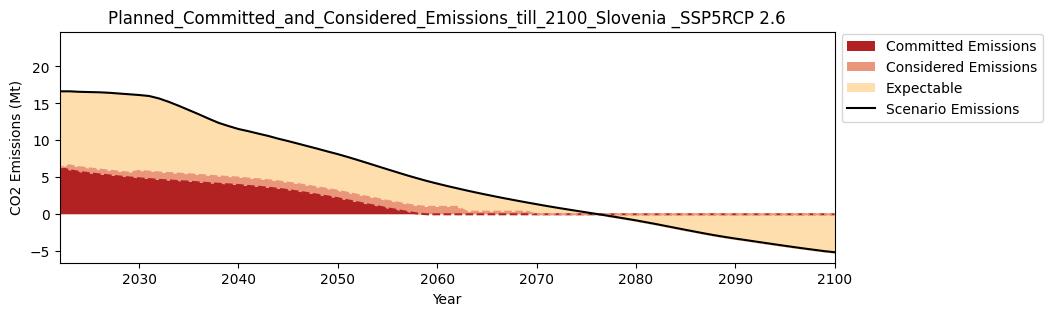 Planned_Committed_and_Considered_Emissions_till_2100_Slovenia _SSP5RCP 2.6
Committed Emissions
Considered Emissions
Expectable
Scenario Emissions
CO2 Emissions (Mt)
20
15
10
5
0
−5
2030
2040
2050
2060
2070
2080
2090
2100
Year